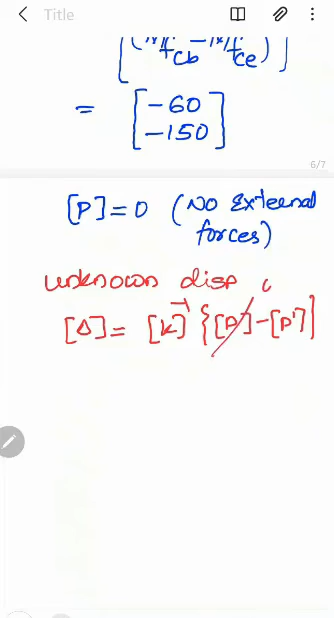 Title
= [-60
-150]
6/7
[P]=0 (No External
forces)
unknown disp
[Δ]= [k]⁻¹ {[P]-[P']}